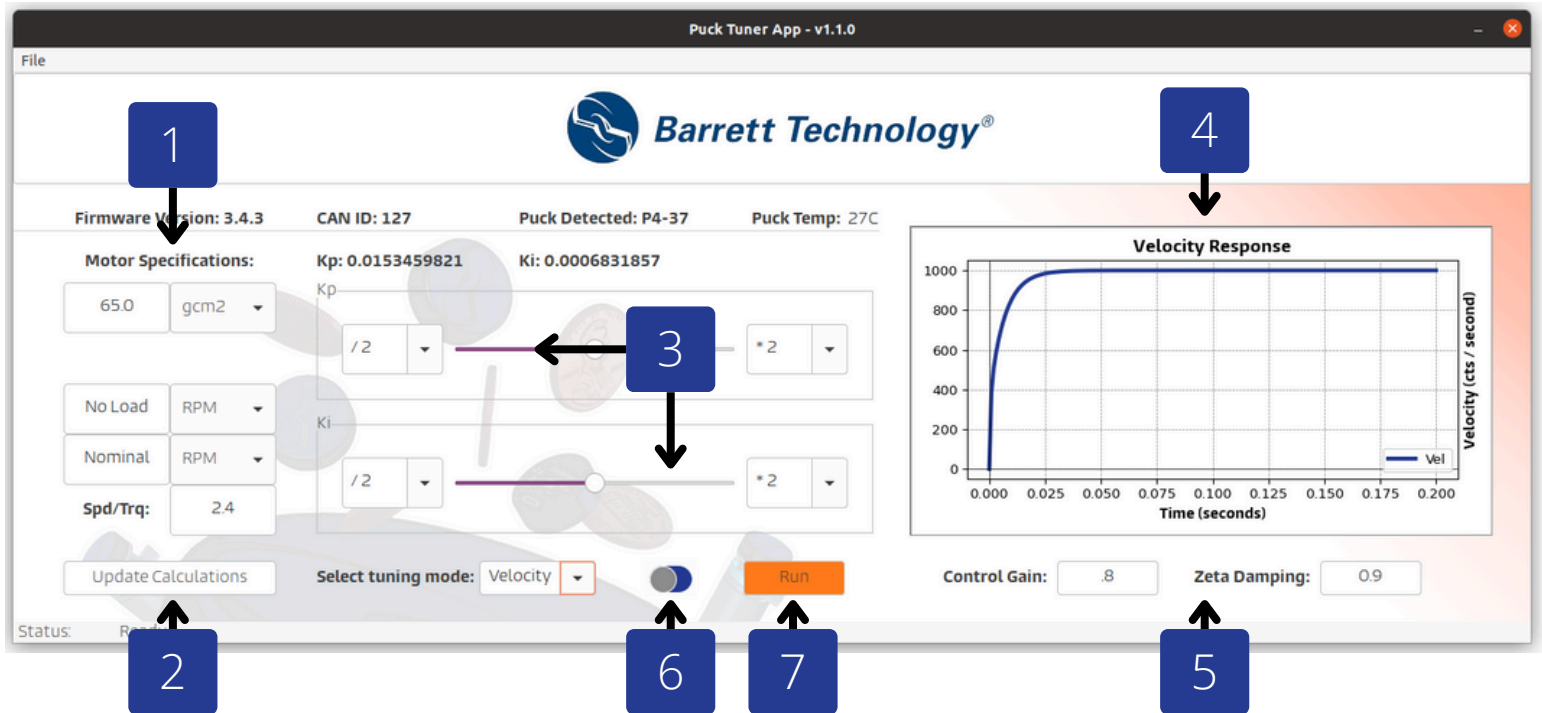 Puck Tuner App - v1.1.0
File
1
Barrett Technology®
4
Firmware Version: 3.4.3 CAN ID: 127 Puck Detected: P4-37 Puck Temp: 27C
Motor Specifications: Kp: 0.0153459821 Ki: 0.0006831857
65.0 gcm2
Kp
/ 2 * 2
3
No Load RPM
Nominal RPM
Spd/Trq: 2.4
Ki
/ 2 * 2
Velocity Response
1000
800
600
400
200
0
Velocity (cts / second)
Vel
0.000 0.025 0.050 0.075 0.100 0.125 0.150 0.175 0.200
Time (seconds)
Update Calculations Select tuning mode: Velocity Run Control Gain: .8 Zeta Damping: 0.9
Status: Ready
2 6 7 5